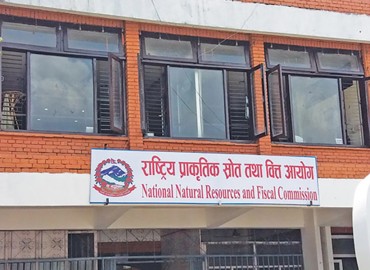 राष्ट्रिय प्राकृतिक स्रोत तथा वित्त आयोग
National Natural Resources and Fiscal Commission